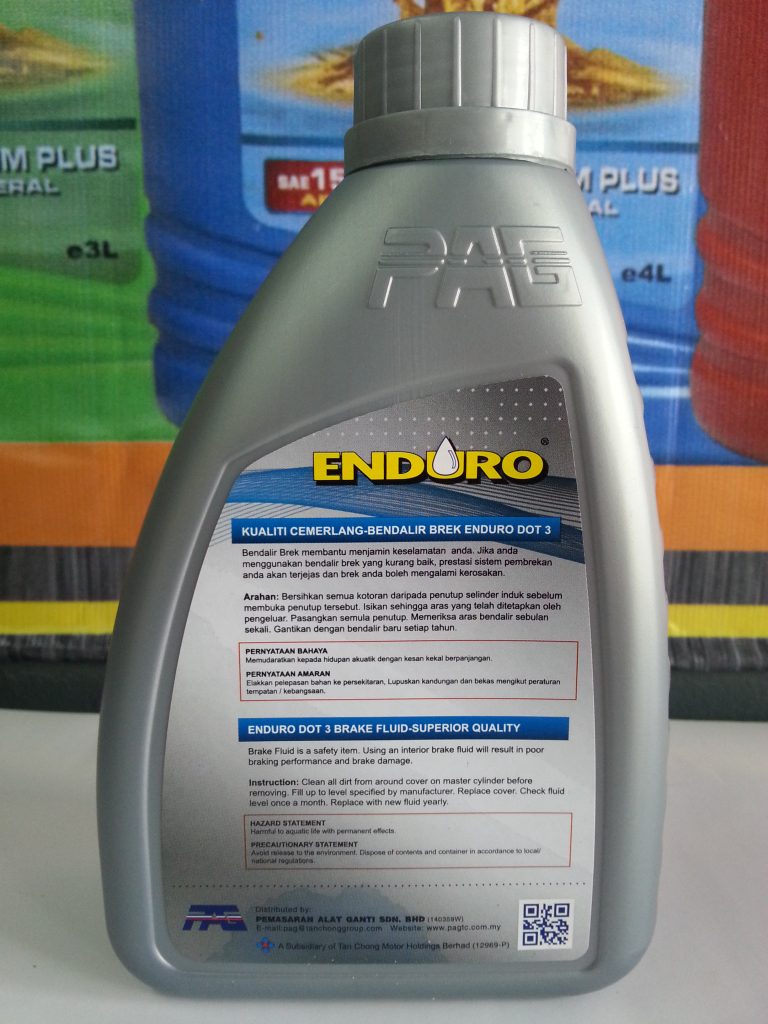 M PLUS
ERAL
e3L
SAE 15
M PLUS
AL
e4L
PAG
ENDURO®
KUALITI CEMERLANG-BENDALIR BREK ENDURO DOT 3
Bendalir Brek membantu menjamin keselamatan anda. Jika anda
menggunakan bendalir brek yang kurang baik, prestasi sistem pembrekan
anda akan terjejas dan brek anda boleh mengalami kerosakan.
Arahan: Bersihkan semua kotoran daripada penutup selinder induk sebelum
membuka penutup tersebut. Isikan sehingga aras yang telah ditetapkan oleh
pengeluar. Pasangkan semula penutup. Memeriksa aras bendalir sebulan
sekali. Gantikan dengan bendalir baru setiap tahun.
PERNYATAAN BAHAYA
Memudaratkan kepada hidupan akuatik dengan kesan kekal berpanjangan.
PERNYATAAN AMARAN
Elakkan pelepasan bahan ke persekitaran, Lupuskan kandungan dan bekas mengikut peraturan
tempatan / kebangsaan.
ENDURO DOT 3 BRAKE FLUID-SUPERIOR QUALITY
Brake Fluid is a safety item. Using an interior brake fluid will result in poor
braking performance and brake damage.
Instruction: Clean all dirt from around cover on master cylinder before
removing. Fill up to level specified by manufacturer. Replace cover. Check fluid
level once a month. Replace with new fluid yearly.
HAZARD STATEMENT
Harmful to aquatic life with permanent effects.
PRECAUTIONARY STATEMENT
Avoid release to the environment. Dispose of contents and container in accordance to local/
national regulations.
PAG
Distributed by:
PEMASARAN ALAT GANTI SDN. BHD (140359W)
E-mail:pag@tanchonggroup.com Website: www.pagtc.com.my
A Subsidiary of Tan Chong Motor Holdings Berhad (12969-P)